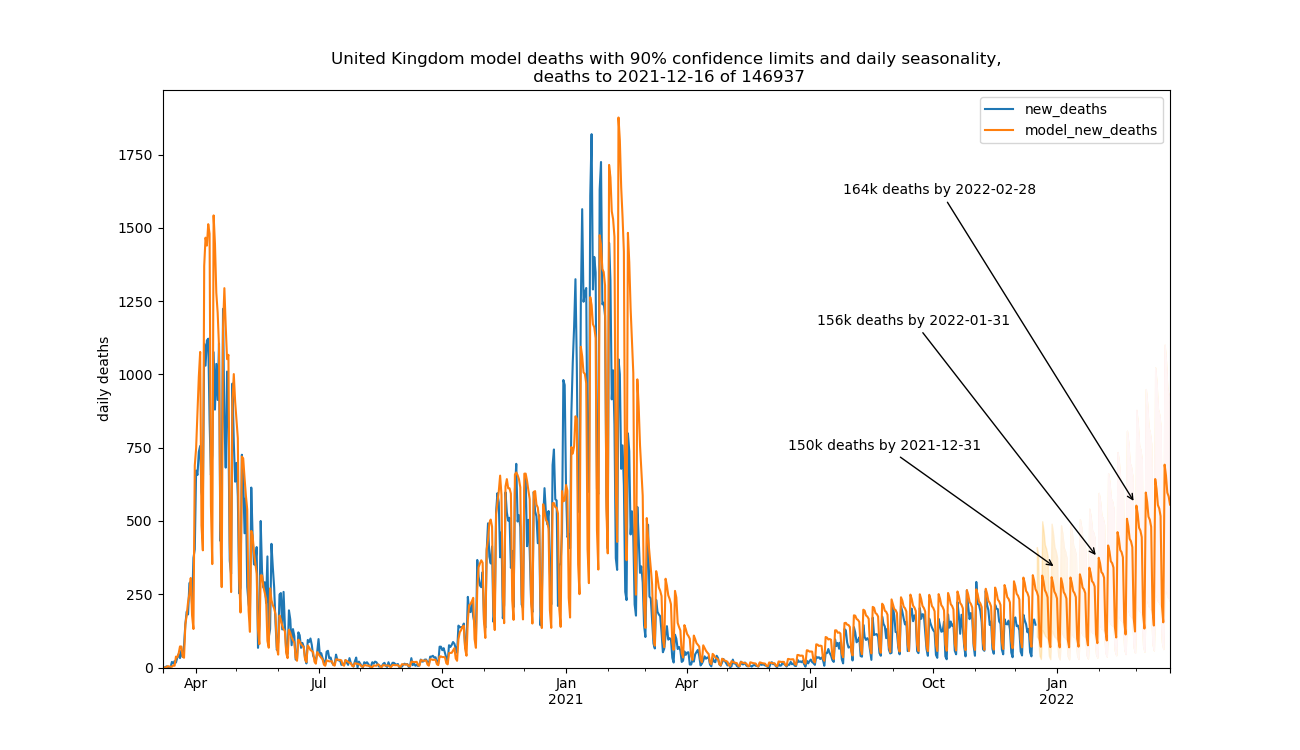 United Kingdom model deaths with 90% confidence limits and daily seasonality,
deaths to 2021-12-16 of 146937
new_deaths
model_new_deaths
164k deaths by 2022-02-28
156k deaths by 2022-01-31
150k deaths by 2021-12-31
daily deaths
1750
1500
1250
1000
750
500
250
0
Apr
Jul
Oct
Jan
2021
Apr
Jul
Oct
Jan
2022